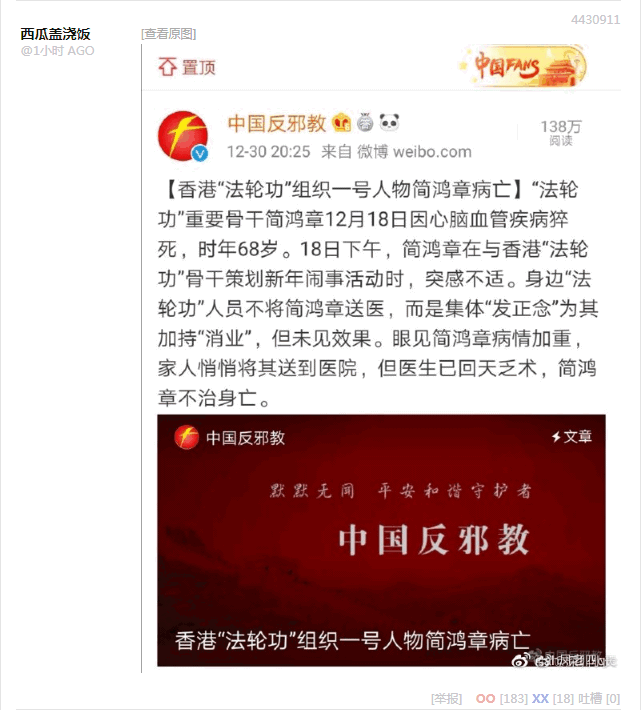 4430911
西瓜盖浇饭
@1小时 AGO
[查看原图]
置顶
中国FANS
中国反邪教
138万
阅读
12-30 20:25 来自 微博 weibo.com
【香港“法轮功”组织一号人物简鸿章病亡】“法轮
功”重要骨干简鸿章12月18日因心脑血管疾病猝
死，时年68岁。18日下午，简鸿章在与香港“法轮
功”骨干策划新年闹事活动时，突感不适。身边“法
轮功”人员不将简鸿章送医，而是集体“发正念”为其
加持“消业”，但未见效果。眼见简鸿章病情加重，
家人悄悄将其送到医院，但医生已回天乏术，简鸿
章不治身亡。
中国反邪教
文章
默默无闻 平安和谐守护者
中国反邪教
香港“法轮功”组织一号人物简鸿章病亡
[举报] OO [183] XX [18] 吐槽 [0]